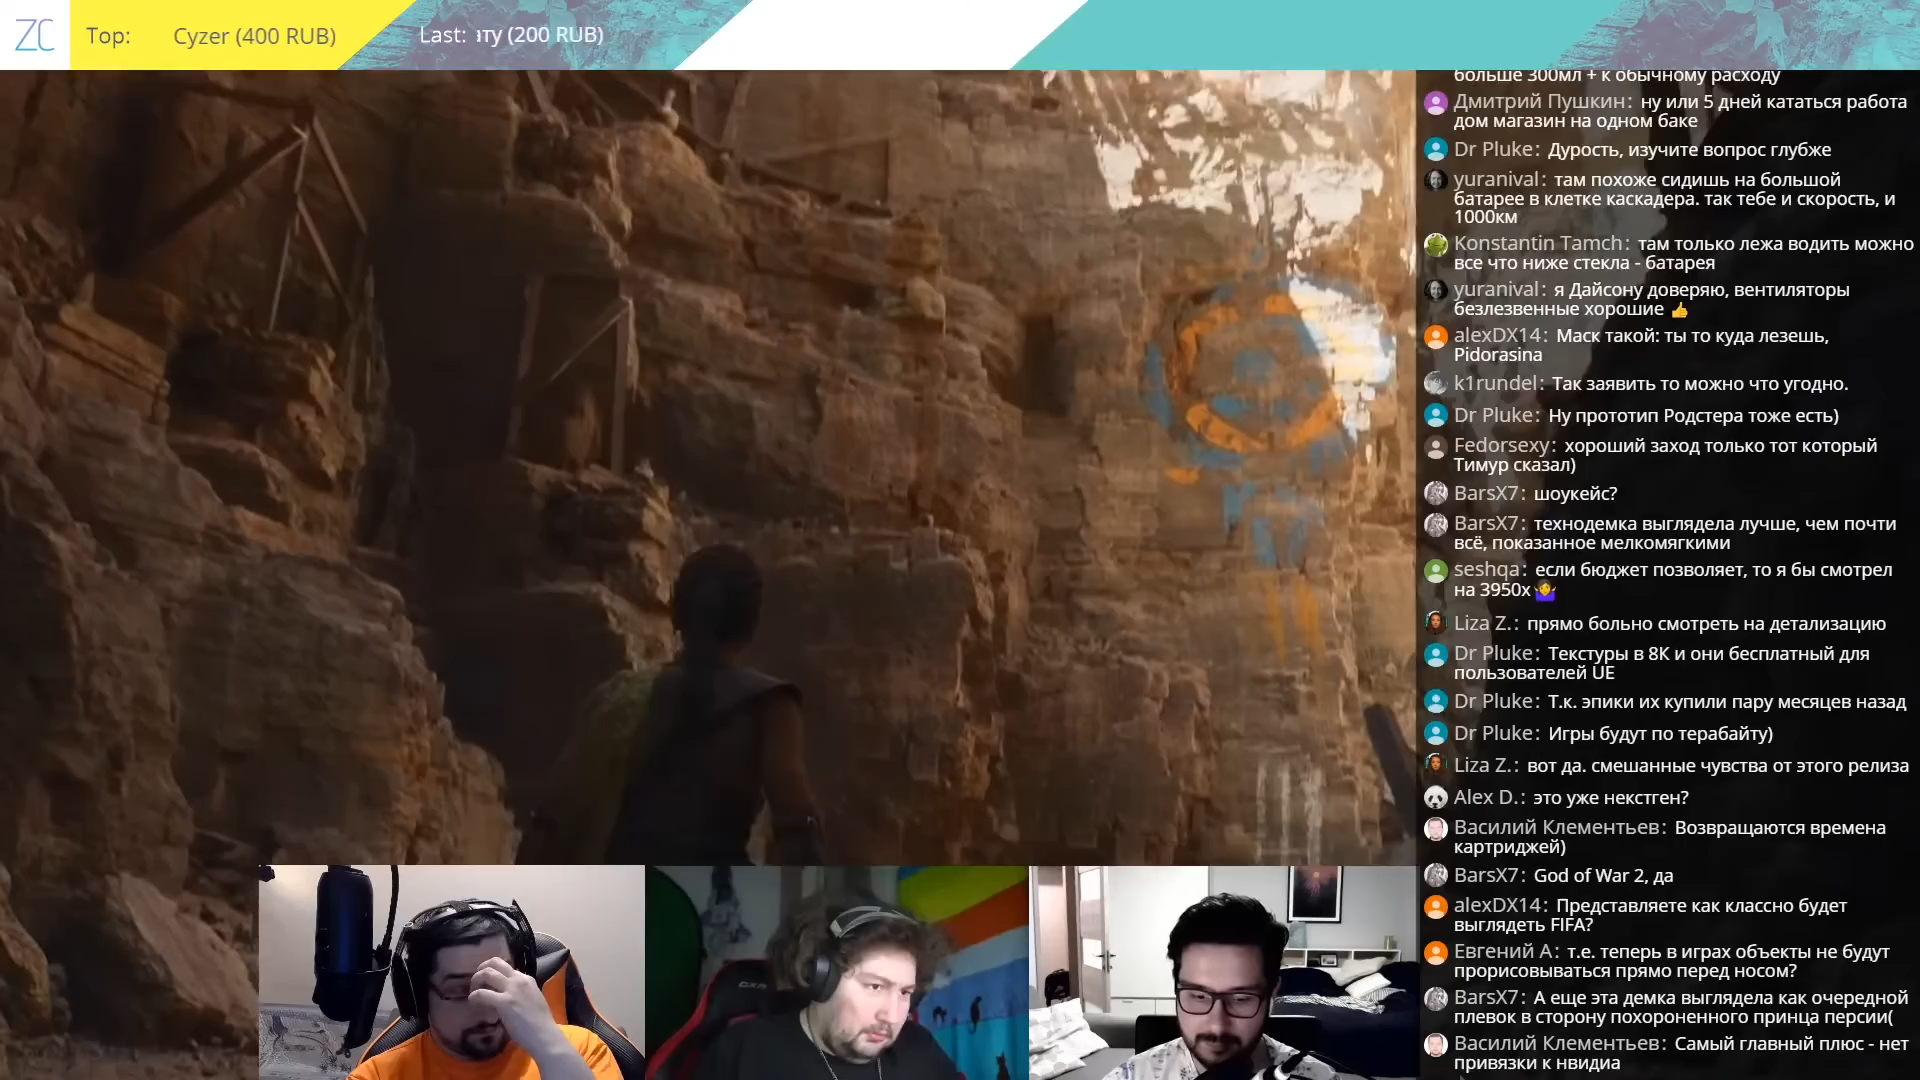 ZC
Top: Cyzer (400 RUB)
Last: ату (200 RUB)
больше 300мл + к обычному расходу
Дмитрий Пушкин: ну или 5 дней кататься работа
дом магазин на одном баке
Dr Pluke: Дурость, изучите вопрос глубже
yuranival: там похоже сидишь на большой
батарее в клетке каскадера. так тебе и скорость, и
1000км
Konstantin Tamch: там только лежа водить можно
все что ниже стекла - батарея
yuranival: я Дайсону доверяю, вентиляторы
безлезвенные хорошие 👍
alexDX14: Маск такой: ты то куда лезешь,
Pidorasina
k1rundel: Так заявить то можно что угодно.
Dr Pluke: Ну прототип Родстера тоже есть)
Fedorsexy: хороший заход только тот который
Тимур сказал)
BarsX7: шоукейс?
BarsX7: технодемка выглядела лучше, чем почти
всё, показанное мелкомягкими
seshqa: если бюджет позволяет, то я бы смотрел
на 3950x 🤷‍♀️
Liza Z.: прямо больно смотреть на детализацию
Dr Pluke: Текстуры в 8К и они бесплатный для
пользователей UE
Dr Pluke: Т.к. эпики их купили пару месяцев назад
Dr Pluke: Игры будут по терабайту)
Liza Z.: вот да. смешанные чувства от этого релиза
Alex D.: это уже некстген?
Василий Клементьев: Возвращаются времена
картриджей)
BarsX7: God of War 2, да
alexDX14: Представляете как классно будет
выглядеть FIFA?
Евгений А: т.е. теперь в играх объекты не будут
прорисовываться прямо перед носом?
BarsX7: А еще эта демка выглядела как очередной
плевок в сторону похороненного принца персии(
Василий Клементьев: Самый главный плюс - нет
привязки к нвидиа